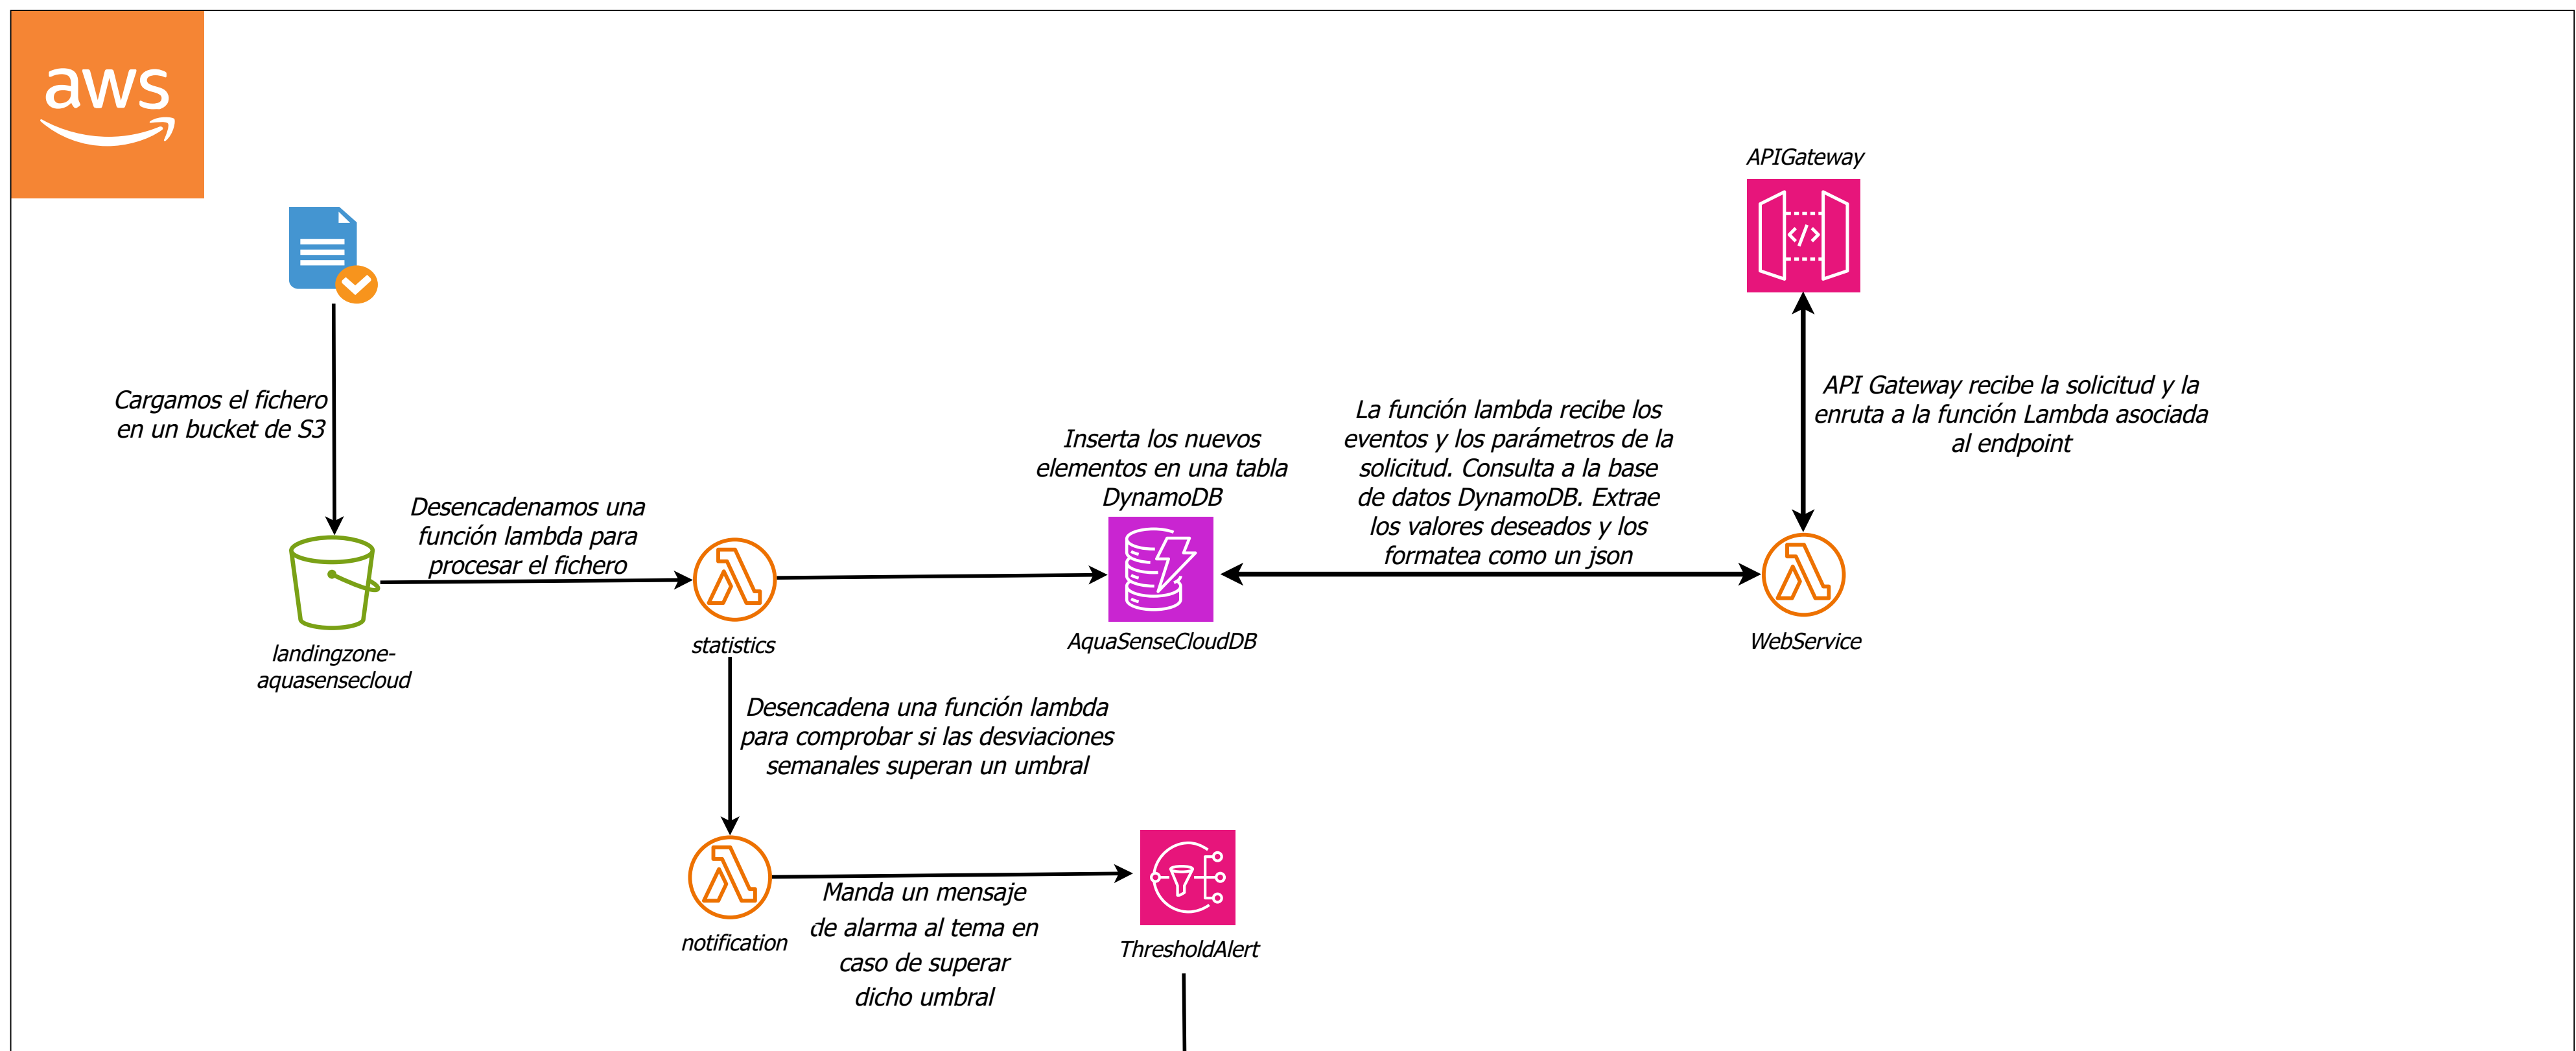 aws
APIGateway
Cargamos el fichero
en un bucket de S3
API Gateway recibe la solicitud y la
enruta a la función Lambda asociada
al endpoint
La función lambda recibe los
eventos y los parámetros de la
solicitud. Consulta a la base
de datos DynamoDB. Extrae
los valores deseados y los
formatea como un json
Inserta los nuevos
elementos en una tabla
DynamoDB
Desencadenamos una
función lambda para
procesar el fichero
landingzone-
aquasensecloud
statistics
AquaSenseCloudDB
WebService
Desencadena una función lambda
para comprobar si las desviaciones
semanales superan un umbral
notification
Manda un mensaje
de alarma al tema en
caso de superar
dicho umbral
ThresholdAlert